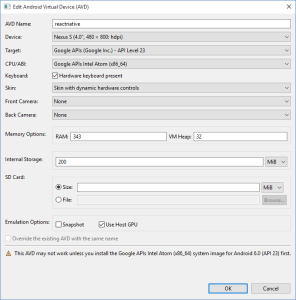 Edit Android Virtual Device (AVD)
AVD Name: reactnative
Device: Nexus S (4.0", 480 × 800: hdpi)
Target: Google APIs (Google Inc.) - API Level 23
CPU/ABI: Google APIs Intel Atom (x86_64)
Keyboard: Hardware keyboard present
Skin: Skin with dynamic hardware controls
Front Camera: None
Back Camera: None
Memory Options: RAM: 343 VM Heap: 32
Internal Storage: 200 MiB
SD Card:
Size: MiB
File: Browse...
Emulation Options: Snapshot Use Host GPU
Override the existing AVD with the same name
This AVD may not work unless you install the Google APIs Intel Atom (x86_64) system image for Android 6.0 (API 23) first.
OK Cancel